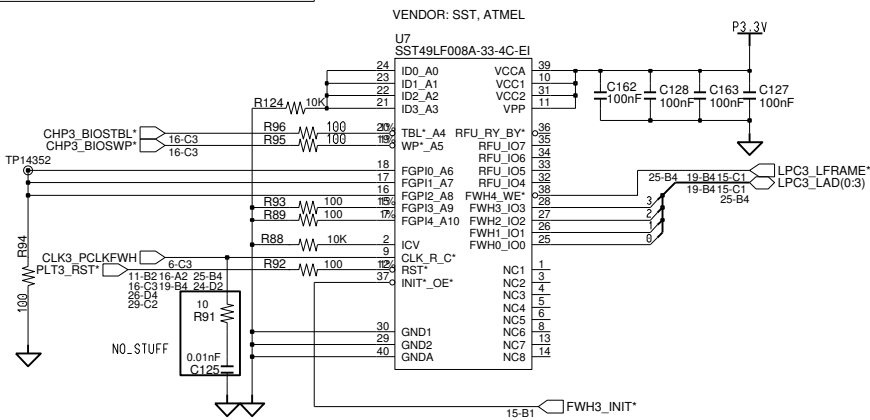 VENDOR: SST, ATMEL
P3.3V
U7
SST49LF008A-33-4C-EI
24 ID0_A0 VCCA 39
23 ID1_A1 VCC1 10
22 ID2_A2 VCC2 31
21 ID3_A3 VPP 11
R124 10K
C162 100nF
C128 100nF
C163 100nF
C127 100nF
CHP3_BIOSTBL* 16-C3 R96 100 TBL*_A4 RFU_RY_BY* 36
CHP3_BIOSWP* 16-C3 R95 100 WP*_A5 RFU_IO7 35
RFU_IO6 34
TP14352
18 FGPI0_A6 RFU_IO5 33
17 FGPI1_A7 RFU_IO4 32
16 FGPI2_A8 FWH4_WE* 38
R93 100 FGPI3_A9 FWH3_IO3 28 3
R89 100 FGPI4_A10 FWH2_IO2 27 2
FWH1_IO1 26 1
R88 10K 2 ICV FWH0_IO0 25 0
25-B4 19-B4 15-C1 LPC3_LFRAME*
19-B4 15-C1 LPC3_LAD(0:3)
25-B4
R94
100
CLK3_PCLKFWH 6-C3 9 CLK_R_C*
PLT3_RST* R92 100 RST* NC1 1
11-B2 16-A2 25-B4
16-C3 19-B4 24-D2
26-D4
29-C2
37 INIT*_OE* NC2 3
NC3 4
NC4 5
NC5 6
10
R91
NO_STUFF
0.01nF
C125
30 GND1 NC6 8
29 GND2 NC7 13
40 GNDA NC8 14
15-B1 FWH3_INIT*